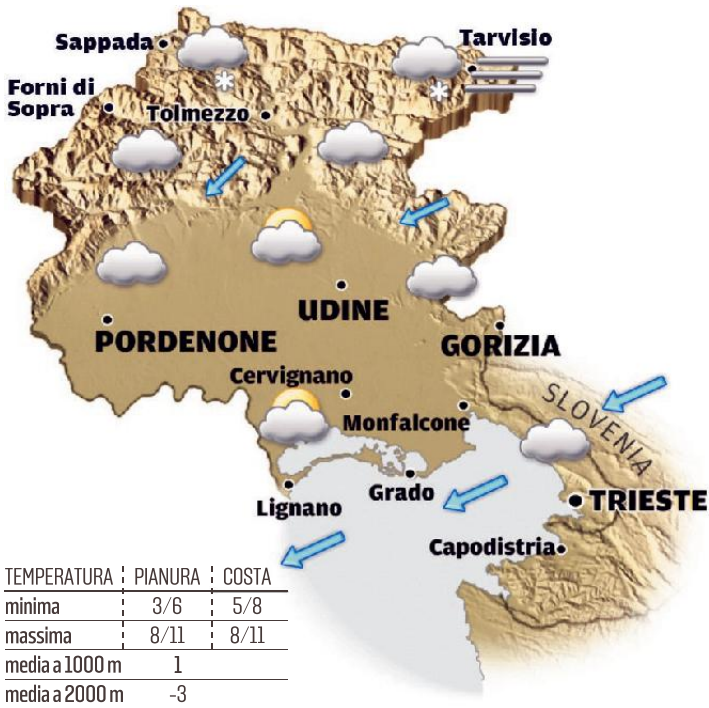 Sappada
Tarvisio
Forni di
Sopra
Tolmezzo
UDINE
PORDENONE
GORIZIA
Cervignano
SLOVENIA
Monfalcone
Grado
Lignano
TRIESTE
Capodistria
TEMPERATURA PIANURA COSTA
minima 3/6 5/8
massima 8/11 8/11
media a 1000 m 1
media a 2000 m -3